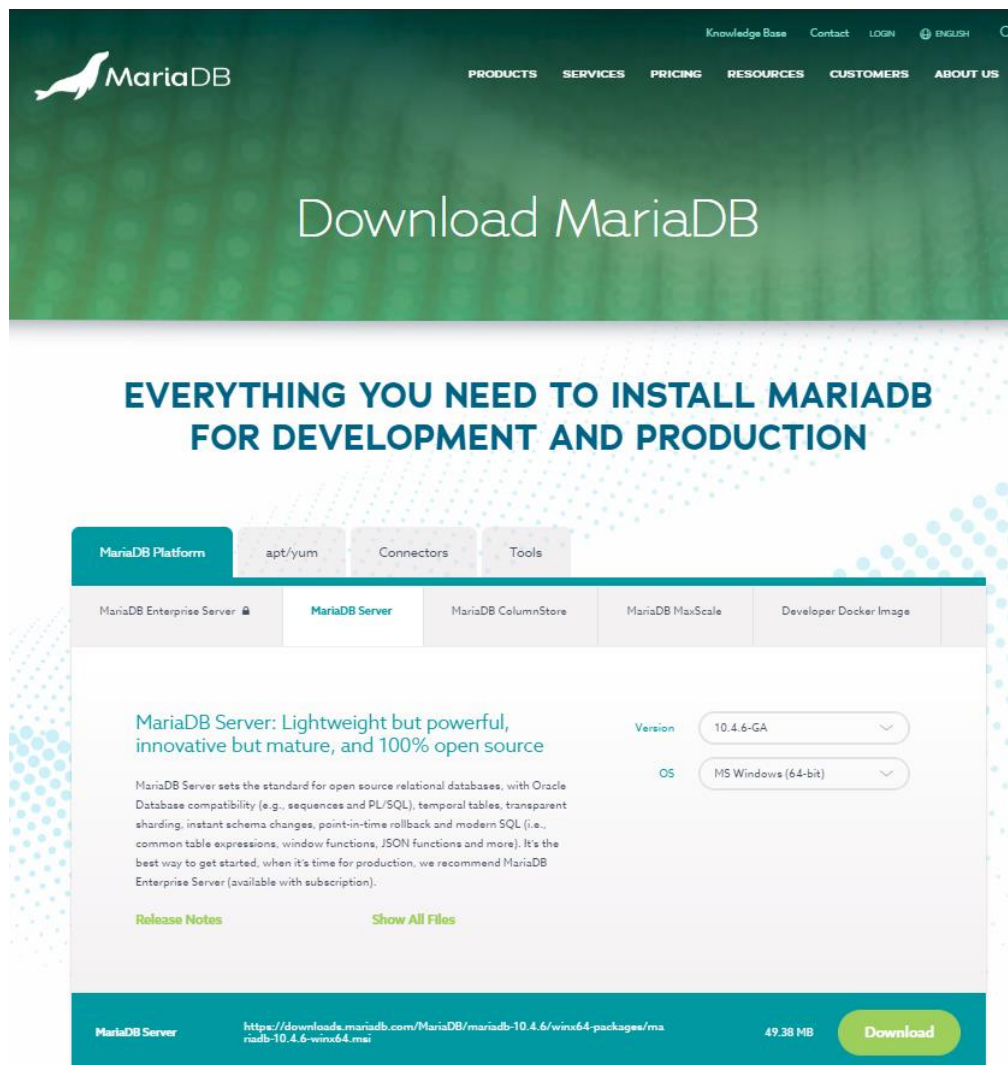 Knowledge Base Contact LOGIN ENGLISH
MariaDB
PRODUCTS SERVICES PRICING RESOURCES CUSTOMERS ABOUT US
Download MariaDB
EVERYTHING YOU NEED TO INSTALL MARIADB
FOR DEVELOPMENT AND PRODUCTION
MariaDB Platform apt/yum Connectors Tools
MariaDB Enterprise Server MariaDB Server MariaDB ColumnStore MariaDB MaxScale Developer Docker Image
MariaDB Server: Lightweight but powerful,
innovative but mature, and 100% open source
Version 10.4.6-GA
OS MS Windows (64-bit)
MariaDB Server sets the standard for open source relational databases, with Oracle
Database compatibility (e.g., sequences and PL/SQL), temporal tables, transparent
sharding, instant schema changes, point-in-time rollback and modern SQL (i.e.,
common table expressions, window functions, JSON functions and more). It's the
best way to get started, when it's time for production, we recommend MariaDB
Enterprise Server (available with subscription).
Release Notes Show All Files
MariaDB Server https://downloads.mariadb.com/MariaDB/mariadb-10.4.6/winx64-packages/ma
riadb-10.4.6-winx64.msi 49.38 MB Download